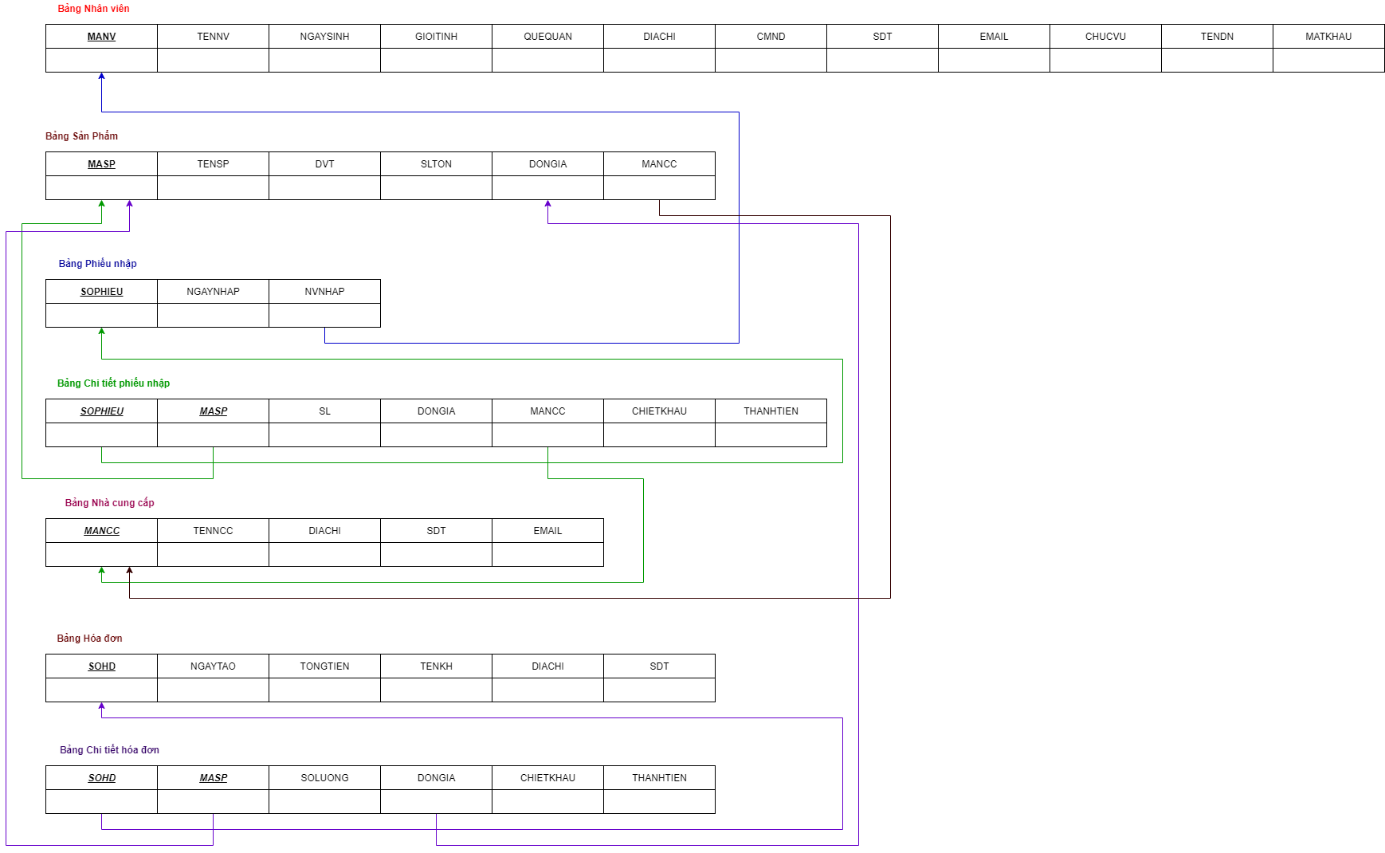 Bảng Nhân viên
MANV TENNV NGAYSINH GIOITINH QUEQUAN DIACHI CMND SDT EMAIL CHUCVU TENDN MATKHAU
Bảng Sản Phẩm
MASP TENSP DVT SLTON DONGIA MANCC
Bảng Phiếu nhập
SOPHIEU NGAYNHAP NVNHAP
Bảng Chi tiết phiếu nhập
SOPHIEU MASP SL DONGIA MANCC CHIETKHAU THANHTIEN
Bảng Nhà cung cấp
MANCC TENNCC DIACHI SDT EMAIL
Bảng Hóa đơn
SOHD NGAYTAO TONGTIEN TENKH DIACHI SDT
Bảng Chi tiết hóa đơn
SOHD MASP SOLUONG DONGIA CHIETKHAU THANHTIEN